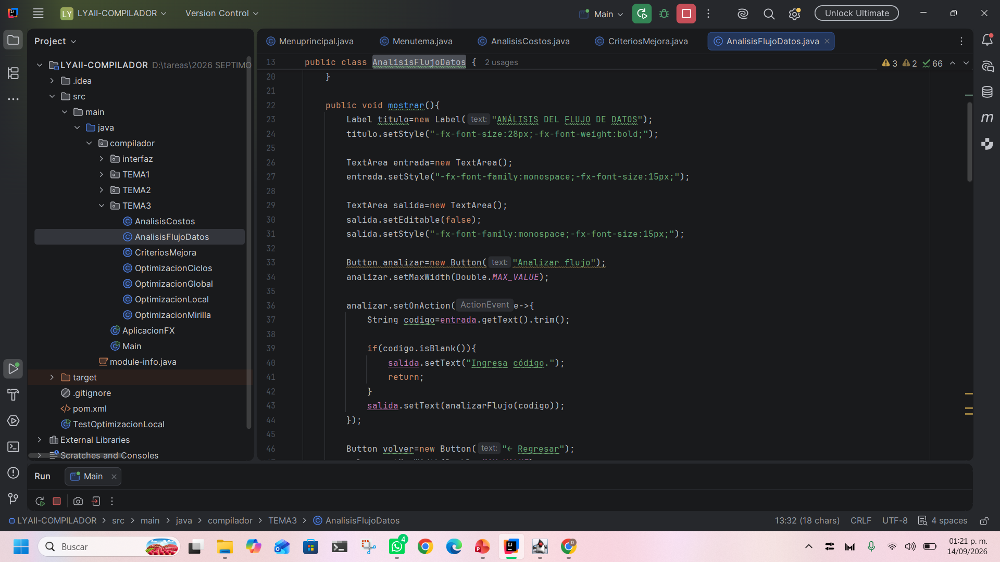 LY LYAII-COMPILADOR Version Control Main Unlock Ultimate
Project
LYAII-COMPILADOR D:\tareas\2026 SEPTIMO
.idea
src
main
java
compilador
interfaz
TEMA1
TEMA2
TEMA3
AnalisisCostos
AnalisisFlujoDatos
CriteriosMejora
OptimizacionCiclos
OptimizacionGlobal
OptimizacionLocal
OptimizacionMirilla
AplicacionFX
Main
module-info.java
target
.gitignore
pom.xml
TestOptimizacionLocal
External Libraries
Scratches and Consoles
Menuprincipal.java Menutema.java AnalisisCostos.java CriteriosMejora.java AnalisisFlujoDatos.java
13 public class AnalisisFlujoDatos { 2 usages 3 2 66
20 }
21
22 public void mostrar(){
23 Label titulo=new Label( text: "ANÁLISIS DEL FLUJO DE DATOS");
24 titulo.setStyle("-fx-font-size:28px;-fx-font-weight:bold;");
25
26 TextArea entrada=new TextArea();
27 entrada.setStyle("-fx-font-family:monospace;-fx-font-size:15px;");
28
29 TextArea salida=new TextArea();
30 salida.setEditable(false);
31 salida.setStyle("-fx-font-family:monospace;-fx-font-size:15px;");
32
33 Button analizar=new Button( text: "Analizar flujo");
34 analizar.setMaxWidth(Double.MAX_VALUE);
35
36 analizar.setOnAction( ActionEvent e->{
37 String codigo=entrada.getText().trim();
38
39 if(codigo.isBlank()){
40 salida.setText("Ingresa código.");
41 return;
42 }
43 salida.setText(analizarFlujo(codigo));
44 });
45
46 Button volver=new Button( text: "← Regresar");
Run Main
LYAII-COMPILADOR > src > main > java > compilador > TEMA3 > AnalisisFlujoDatos 13:32 (18 chars) CRLF UTF-8 4 spaces
Buscar
4
01:21 p. m.
14/09/2026